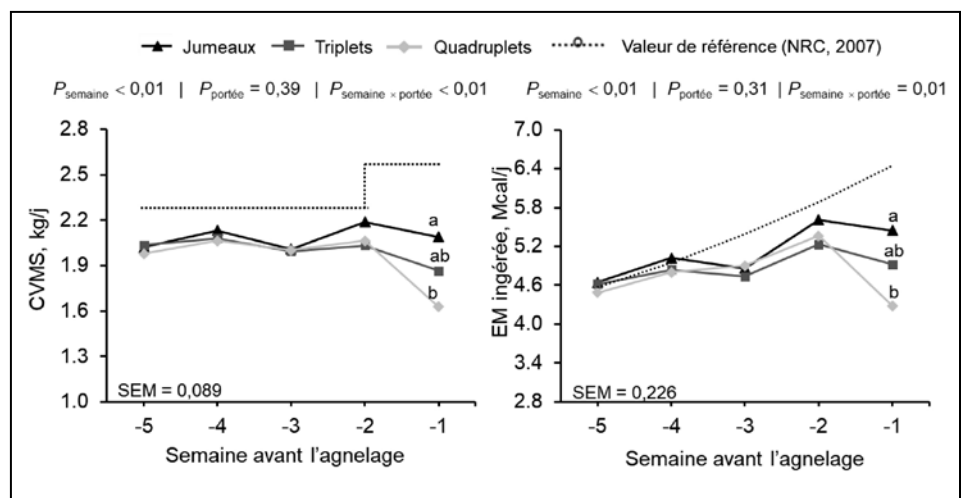 Jumeaux Triplets Quadruplets Valeur de référence (NRC, 2007)
Psemaine < 0,01 | Pportée = 0,39 | Psemaine × portée < 0,01
Psemaine < 0,01 | Pportée = 0,31 | Psemaine × portée = 0,01
CVMS, kg/j
2.8
2.5
2.2
1.9
1.6
1.3
1.0
a
ab
b
SEM = 0,089
-5 -4 -3 -2 -1
Semaine avant l'agnelage
EM ingérée, Mcal/j
7.0
6.4
5.8
5.2
4.6
4.0
3.4
2.8
a
ab
b
SEM = 0,226
-5 -4 -3 -2 -1
Semaine avant l'agnelage